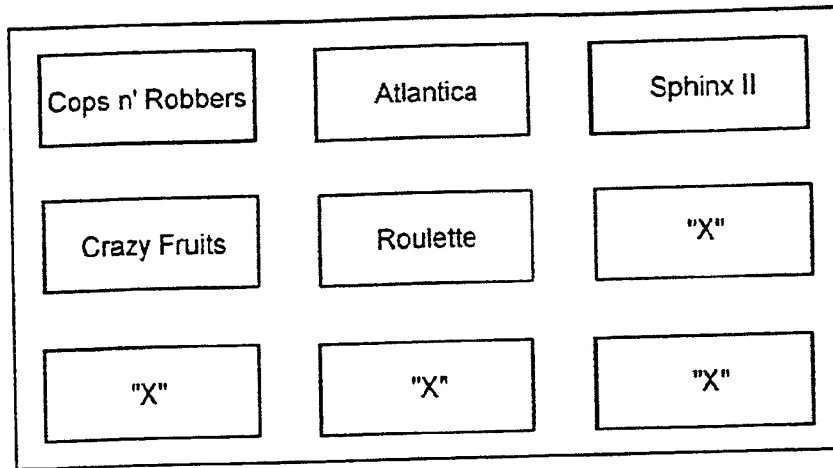 Cops n' Robbers
Atlantica
Sphinx II
Crazy Fruits
Roulette
"X"
"X"
"X"
"X"